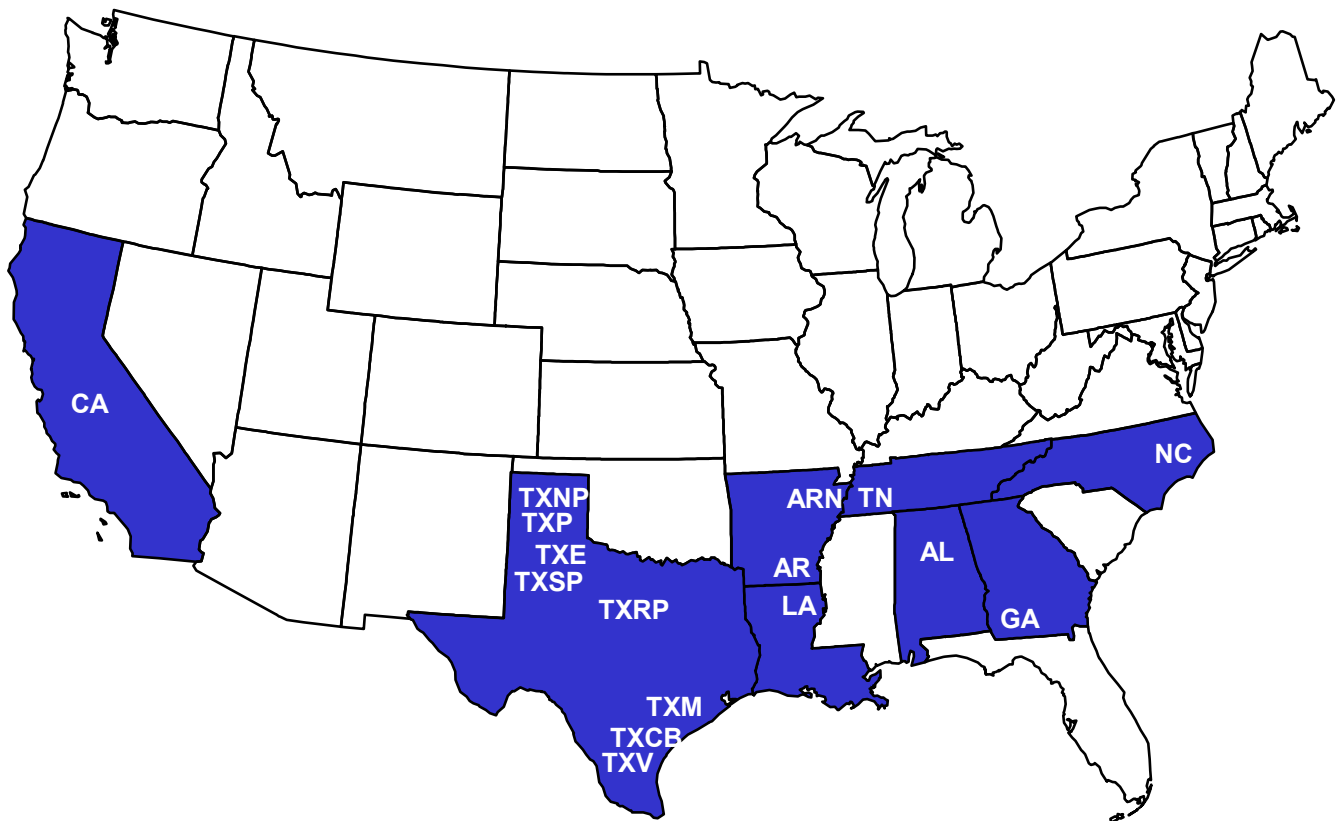 CA
NC
TXNP
ARN
TN
TXP
TXE
AL
AR
TXSP
LA
TXRP
GA
TXM
TXCB
TXV